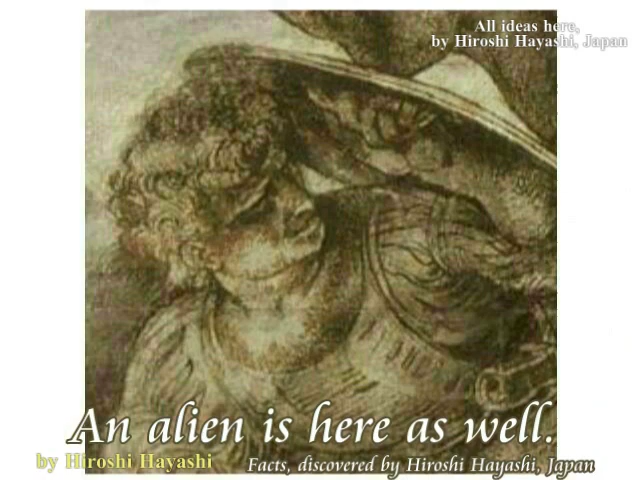 All ideas here,
by Hiroshi Hayashi, Japan
An alien is here as well.
by Hiroshi Hayashi
Facts, discovered by Hiroshi Hayashi, Japan